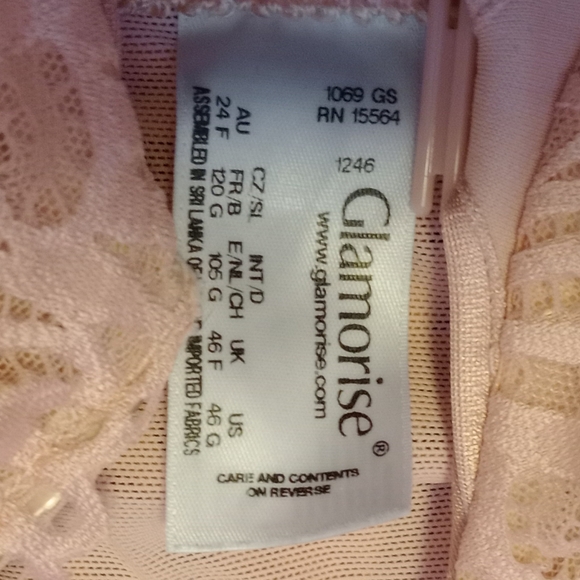 1069 GS
RN 15564
1246
Glamorise®
www.glamorise.com
CZ/SL INT/D
AU FR/B E/NL/CH UK US
24 F 120 G 105 G 46 F 46 G
ASSEMBLED IN SRI LANKA OF IMPORTED FABRICS
CARE AND CONTENTS
ON REVERSE